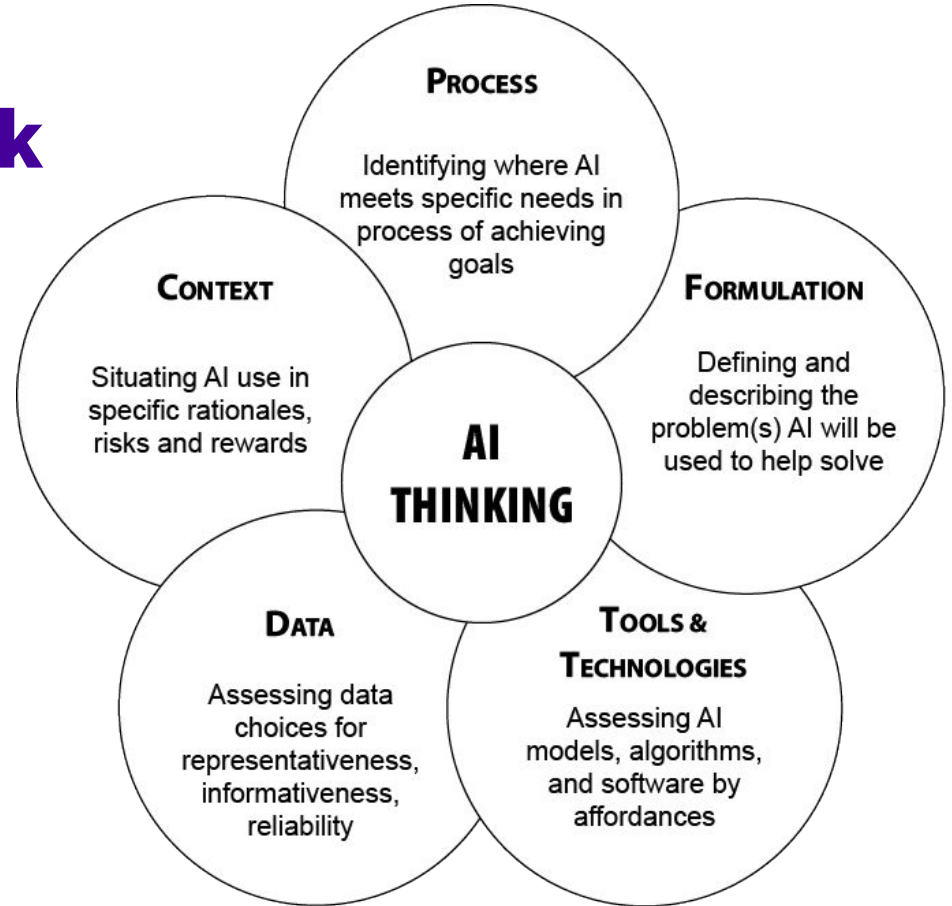 k
PROCESS
Identifying where AI
meets specific needs in
process of achieving
goals
CONTEXT
Situating AI use in
specific rationales,
risks and rewards
FORMULATION
Defining and
describing the
problem(s) AI will be
used to help solve
AI
THINKING
DATA
Assessing data
choices for
representativeness,
informativeness,
reliability
TOOLS &
TECHNOLOGIES
Assessing AI
models, algorithms,
and software by
affordances